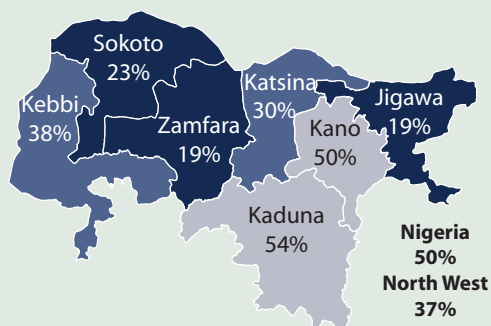 Sokoto
23%
Kebbi
38%
Zamfara
19%
Katsina
30%
Kano
50%
Jigawa
19%
Kaduna
54%
Nigeria
50%
North West
37%